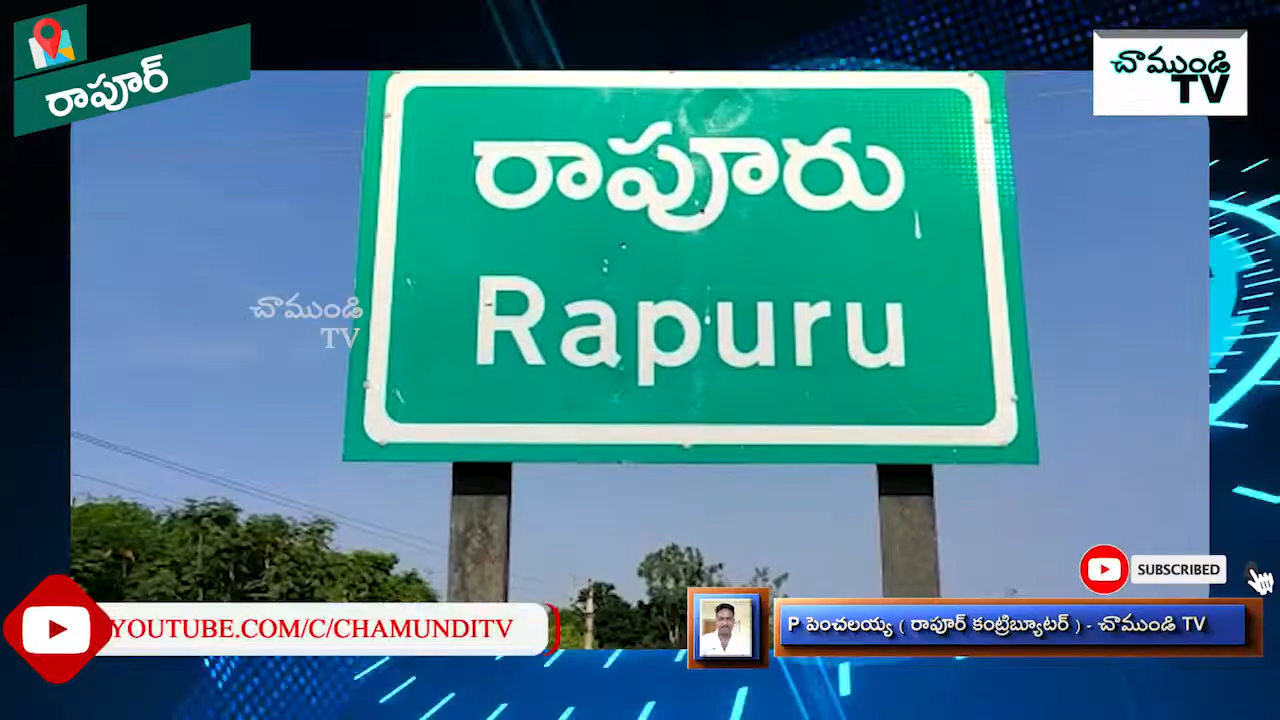 రాపూర్
చాముండి
TV
రాపూరు
Rapuru
చాముండి
TV
SUBSCRIBED
YOUTUBE.COM/C/CHAMUNDITV
P పెంచలయ్య ( రాపూర్ కంట్రిబ్యూటర్ ) - చాముండి TV